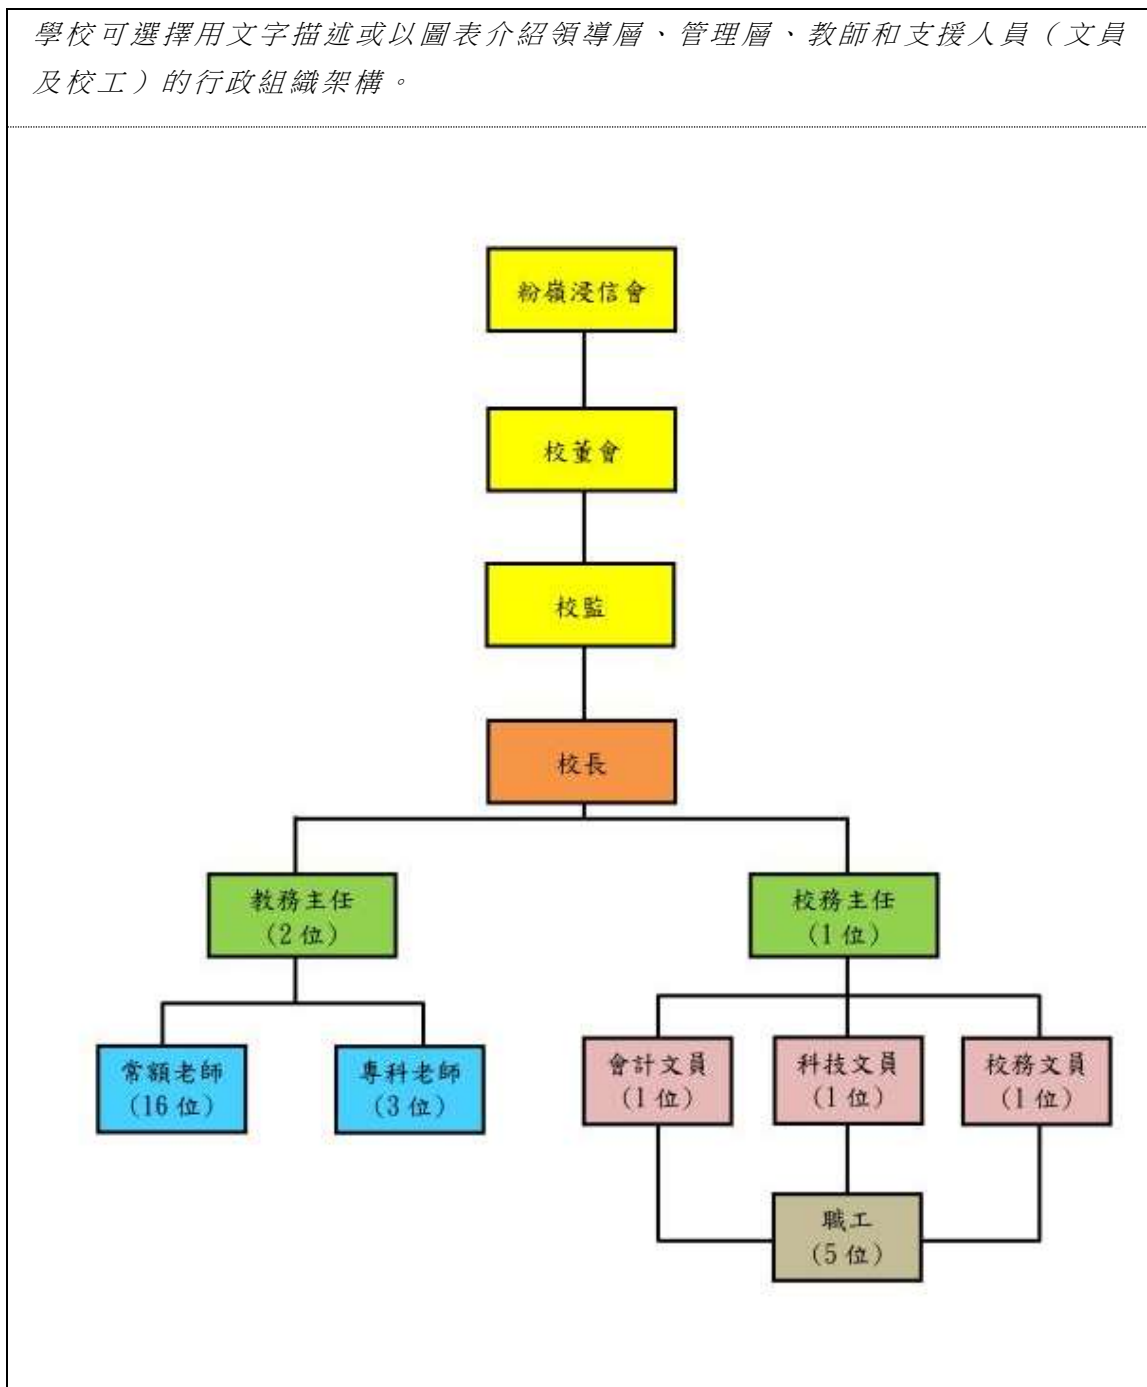 學校可選擇用文字描述或以圖表介紹領導層、管理層、教師和支援人員（文員
及校工）的行政組織架構。
粉嶺浸信會
校董會
校監
校長
教務主任
(2 位)
校務主任
(1 位)
常額老師
(16 位)
專科老師
(3 位)
會計文員
(1 位)
科技文員
(1 位)
校務文員
(1 位)
職工
(5 位)